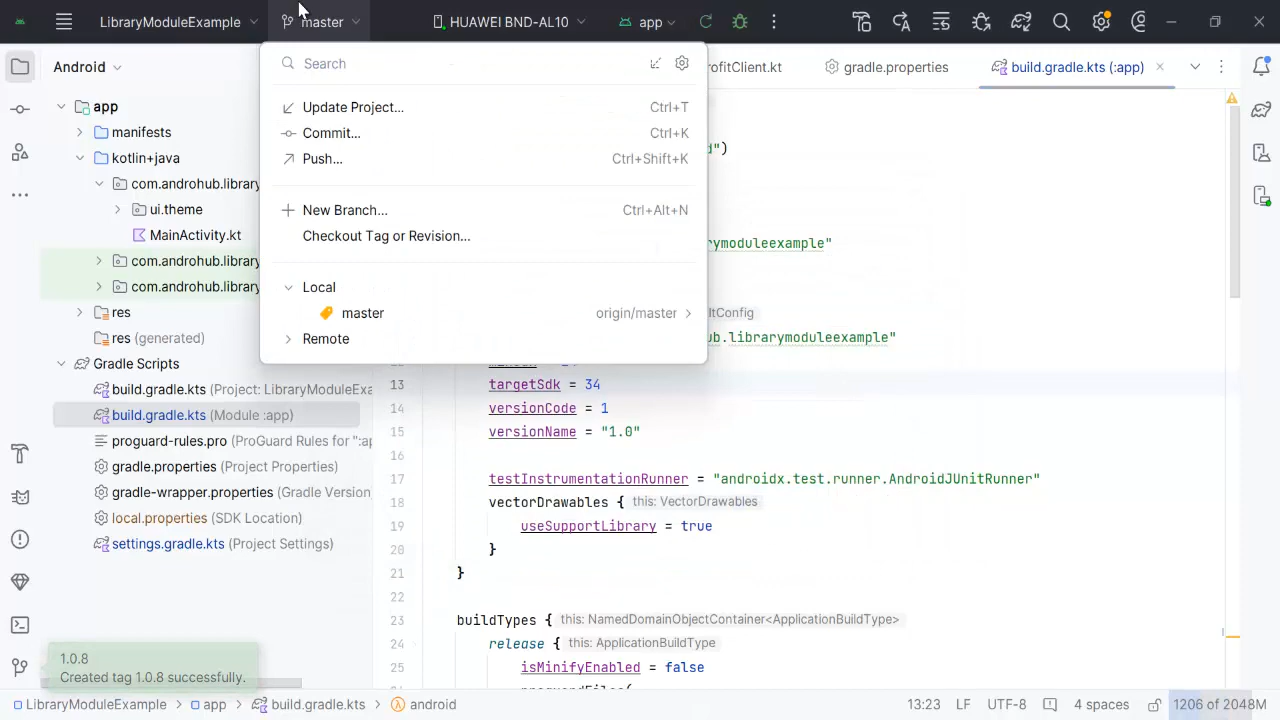 LibraryModuleExample
master
HUAWEI BND-AL10
app
Android
ofitClient.kt
gradle.properties
build.gradle.kts (:app)
Search
Update Project... Ctrl+T
Commit... Ctrl+K
Push... Ctrl+Shift+K
New Branch... Ctrl+Alt+N
Checkout Tag or Revision...
Local
master origin/master
Remote
app
manifests
kotlin+java
com.androhub.library
ui.theme
MainActivity.kt
com.androhub.library
com.androhub.library
res
res (generated)
Gradle Scripts
build.gradle.kts (Project: LibraryModuleExa
build.gradle.kts (Module :app)
proguard-rules.pro (ProGuard Rules for ":ap
gradle.properties (Project Properties)
gradle-wrapper.properties (Gradle Version
local.properties (SDK Location)
settings.gradle.kts (Project Settings)
d")
rymoduleexample"
ltConfig
ub.librarymoduleexample"
13 targetSdk = 34
14 versionCode = 1
15 versionName = "1.0"
16
17 testInstrumentationRunner = "androidx.test.runner.AndroidJUnitRunner"
18 vectorDrawables { this: VectorDrawables
19 useSupportLibrary = true
20 }
21 }
22
23 buildTypes { this: NamedDomainObjectContainer<ApplicationBuildType>
24 release { this: ApplicationBuildType
25 isMinifyEnabled = false
1.0.8
Created tag 1.0.8 successfully.
LibraryModuleExample
app
build.gradle.kts
android
13:23
LF
UTF-8
4 spaces
1206 of 2048M